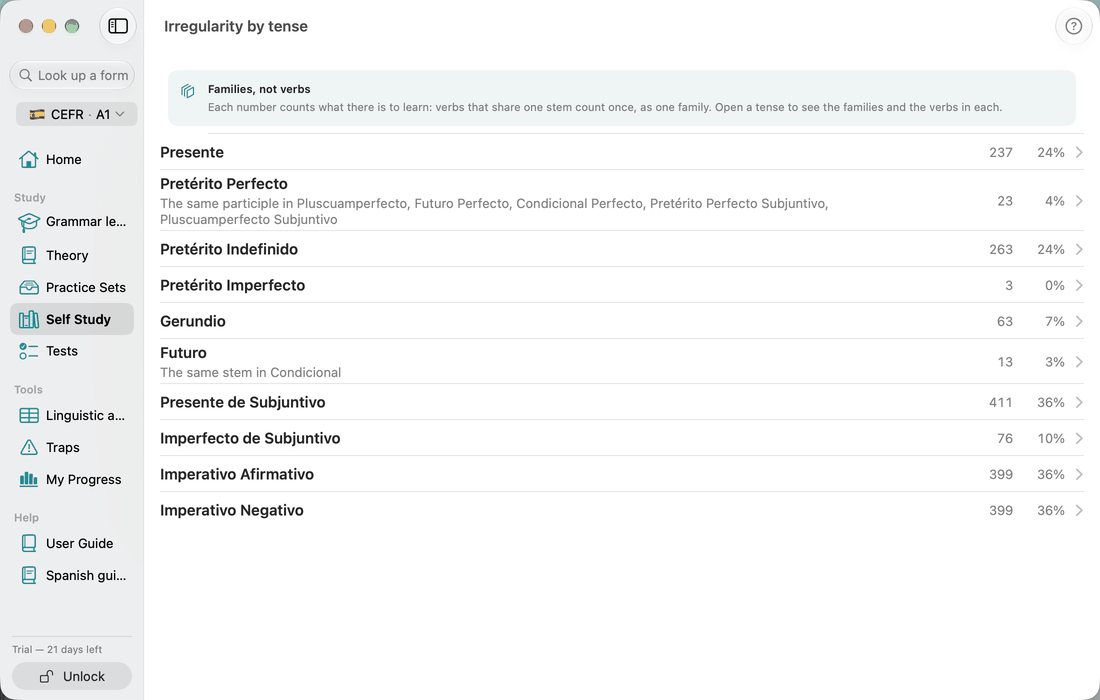 Irregularity by tense
Look up a form
CEFR · A1
Home
Study
Grammar le...
Theory
Practice Sets
Self Study
Tests
Tools
Linguistic a...
Traps
My Progress
Help
User Guide
Spanish gui...
Trial — 21 days left
Unlock
Families, not verbs
Each number counts what there is to learn: verbs that share one stem count once, as one family. Open a tense to see the families and the verbs in each.
Presente 237 24%
Pretérito Perfecto
The same participle in Pluscuamperfecto, Futuro Perfecto, Condicional Perfecto, Pretérito Perfecto Subjuntivo,
Pluscuamperfecto Subjuntivo
23 4%
Pretérito Indefinido 263 24%
Pretérito Imperfecto 3 0%
Gerundio 63 7%
Futuro
The same stem in Condicional
13 3%
Presente de Subjuntivo 411 36%
Imperfecto de Subjuntivo 76 10%
Imperativo Afirmativo 399 36%
Imperativo Negativo 399 36%